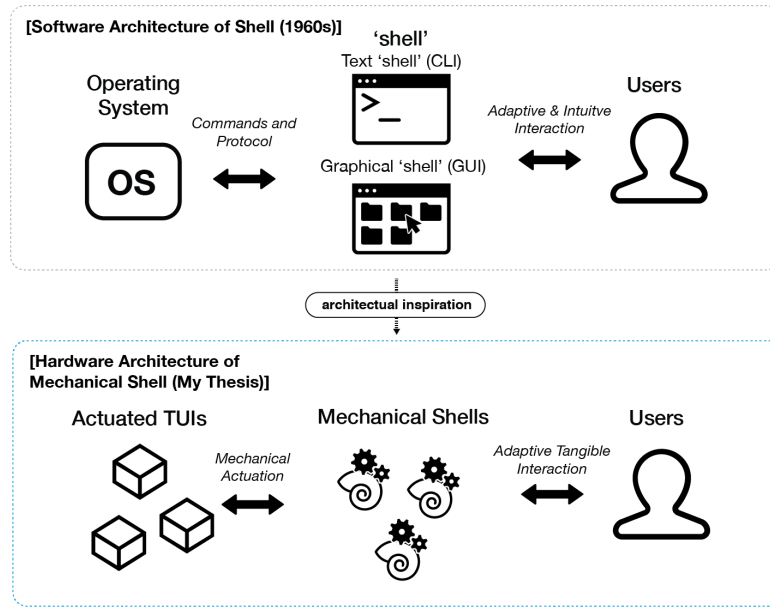 [Software Architecture of Shell (1960s)]
'shell'
Text 'shell' (CLI)
Operating
System
Commands and
Protocol
OS
>_
Graphical 'shell' (GUI)
Adaptive & Intuitve
Interaction
Users
architectual inspiration
[Hardware Architecture of
Mechanical Shell (My Thesis)]
Actuated TUIs
Mechanical
Actuation
Mechanical Shells
Adaptive Tangible
Interaction
Users